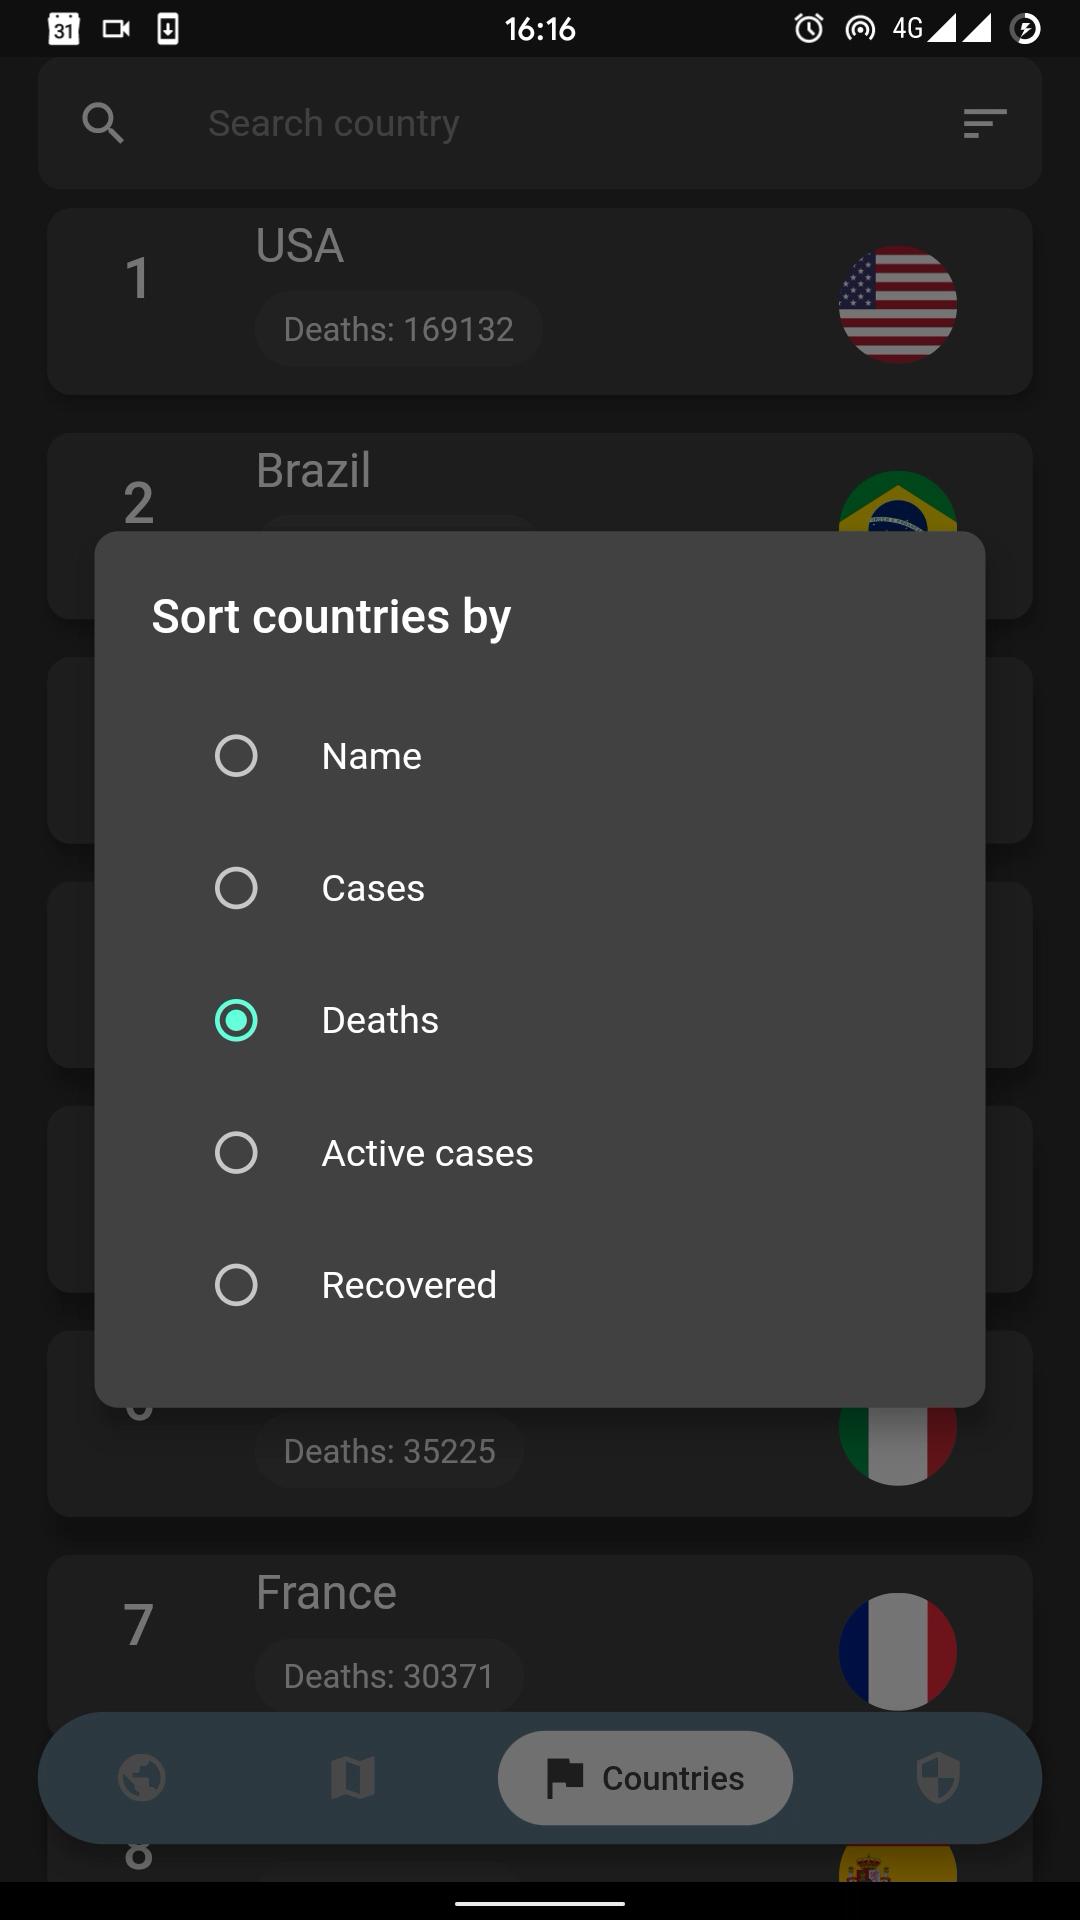 31
16:16
4G
Search country
1
USA
Deaths: 169132
2
Brazil
Sort countries by
Name
Cases
Deaths
Active cases
Recovered
Deaths: 35225
7
France
Deaths: 30371
Countries
8